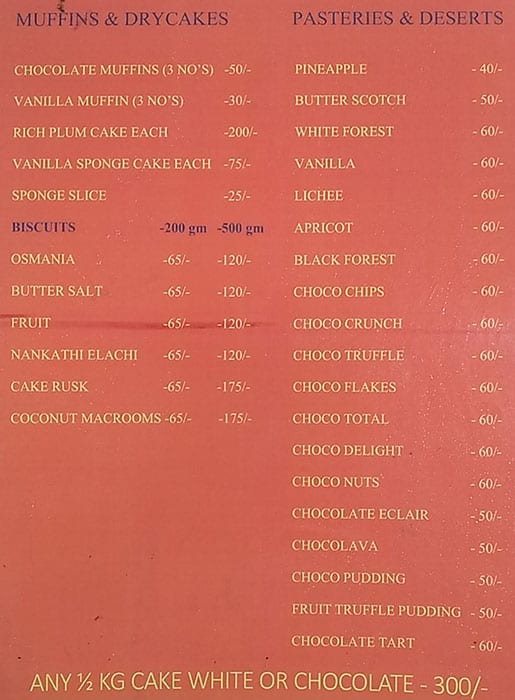 MUFFINS & DRYCAKES
CHOCOLATE MUFFINS (3 NO'S) -50/-
VANILLA MUFFIN (3 NO'S) -30/-
RICH PLUM CAKE EACH -200/-
VANILLA SPONGE CAKE EACH -75/-
SPONGE SLICE -25/-
BISCUITS -200 gm -500 gm
OSMANIA -65/- -120/-
BUTTER SALT -65/- -120/-
FRUIT -65/- -120/-
NANKATHI ELACHI -65/- -120/-
CAKE RUSK -65/- -175/-
COCONUT MACROOMS -65/- -175/-
PASTERIES & DESERTS
PINEAPPLE - 40/-
BUTTER SCOTCH - 50/-
WHITE FOREST - 60/-
VANILLA - 60/-
LICHEE - 60/-
APRICOT - 60/-
BLACK FOREST - 60/-
CHOCO CHIPS - 60/-
CHOCO CRUNCH - 60/-
CHOCO TRUFFLE - 60/-
CHOCO FLAKES - 60/-
CHOCO TOTAL - 60/-
CHOCO DELIGHT - 60/-
CHOCO NUTS - 60/-
CHOCOLATE ECLAIR - 50/-
CHOCOLAVA - 50/-
CHOCO PUDDING - 50/-
FRUIT TRUFFLE PUDDING - 50/-
CHOCOLATE TART - 60/-
ANY ½ KG CAKE WHITE OR CHOCOLATE - 300/-